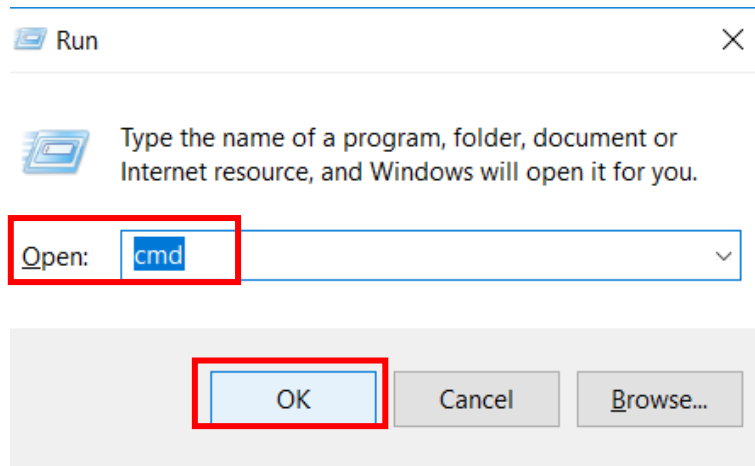 Run
Type the name of a program, folder, document or
Internet resource, and Windows will open it for you.
Open: cmd
OK Cancel Browse...